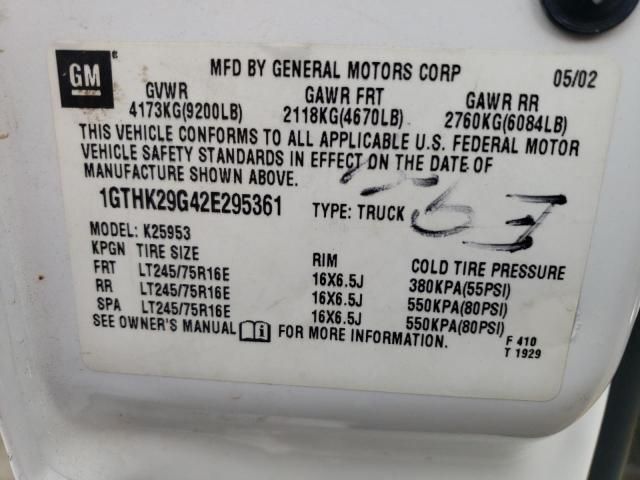 GM
MFD BY GENERAL MOTORS CORP 05/02
GVWR GAWR FRT GAWR RR
4173KG(9200LB) 2118KG(4670LB) 2760KG(6084LB)
THIS VEHICLE CONFORMS TO ALL APPLICABLE U.S. FEDERAL MOTOR
VEHICLE SAFETY STANDARDS IN EFFECT ON THE DATE OF
MANUFACTURE SHOWN ABOVE.
1GTHK29G42E295361 TYPE: TRUCK
MODEL: K25953
KPGN TIRE SIZE RIM COLD TIRE PRESSURE
FRT LT245/75R16E 16X6.5J 380KPA(55PSI)
RR LT245/75R16E 16X6.5J 550KPA(80PSI)
SPA LT245/75R16E 16X6.5J 550KPA(80PSI)
SEE OWNER'S MANUAL FOR MORE INFORMATION.
F 410
T 1929